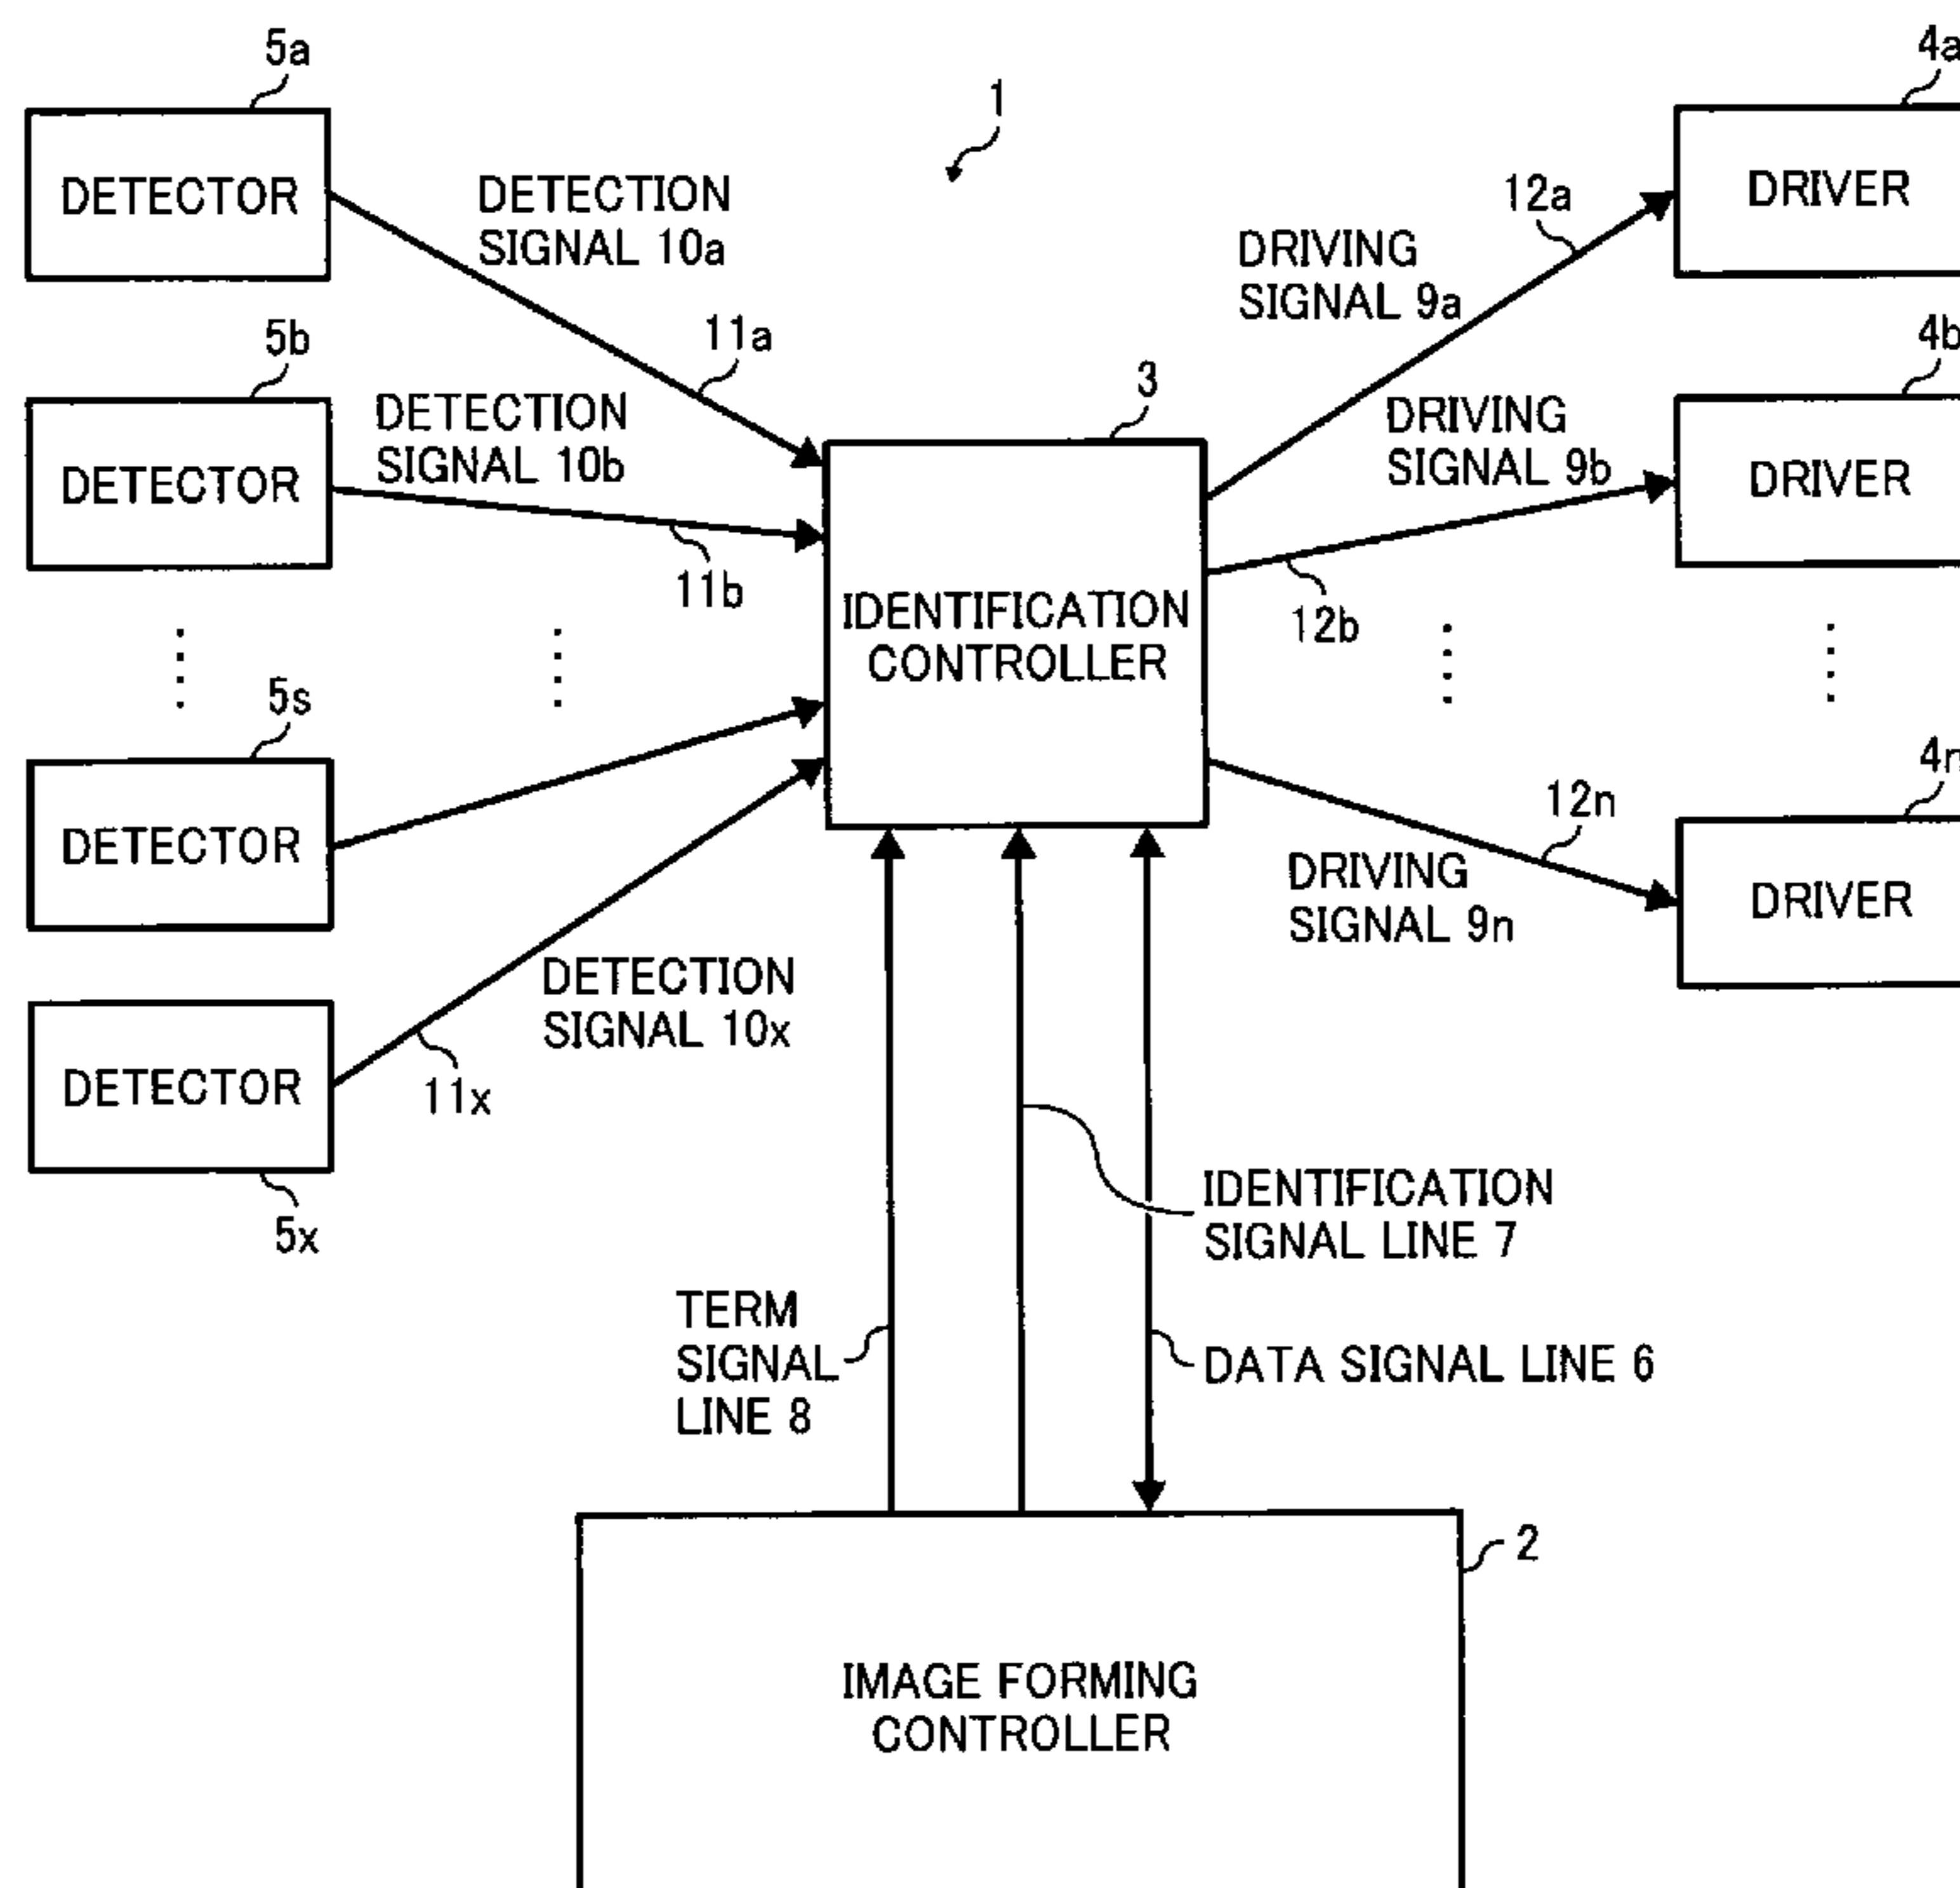 5a
4a
1
DETECTOR
DETECTION
SIGNAL 10a
12a
DRIVER
DRIVING
SIGNAL 9a
5b
11a
4b
3
DETECTOR
DETECTION
SIGNAL 10b
DRIVING
SIGNAL 9b
DRIVER
11b
12b
IDENTIFICATION
CONTROLLER
5s
4n
12n
DETECTOR
DRIVING
SIGNAL 9n
DRIVER
DETECTION
SIGNAL 10x
DETECTOR
11x
5x
IDENTIFICATION
SIGNAL LINE 7
TERM
SIGNAL
LINE 8
DATA SIGNAL LINE 6
2
IMAGE FORMING
CONTROLLER